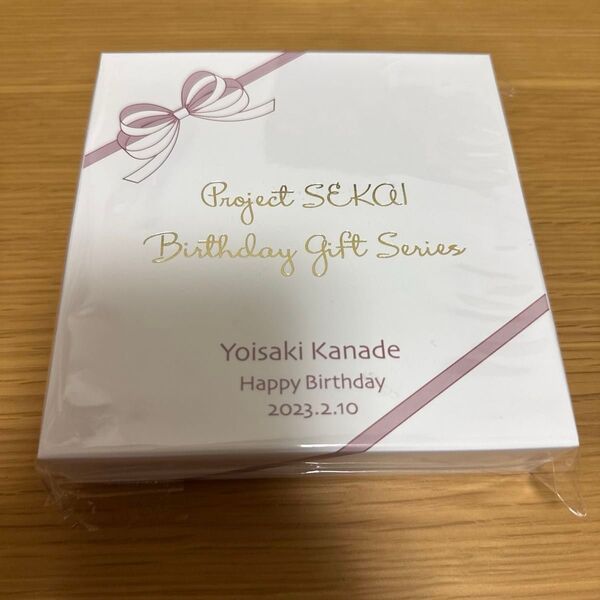 Project SEKAI
Birthday Gift Series
Yoisaki Kanade
Happy Birthday
2023.2.10